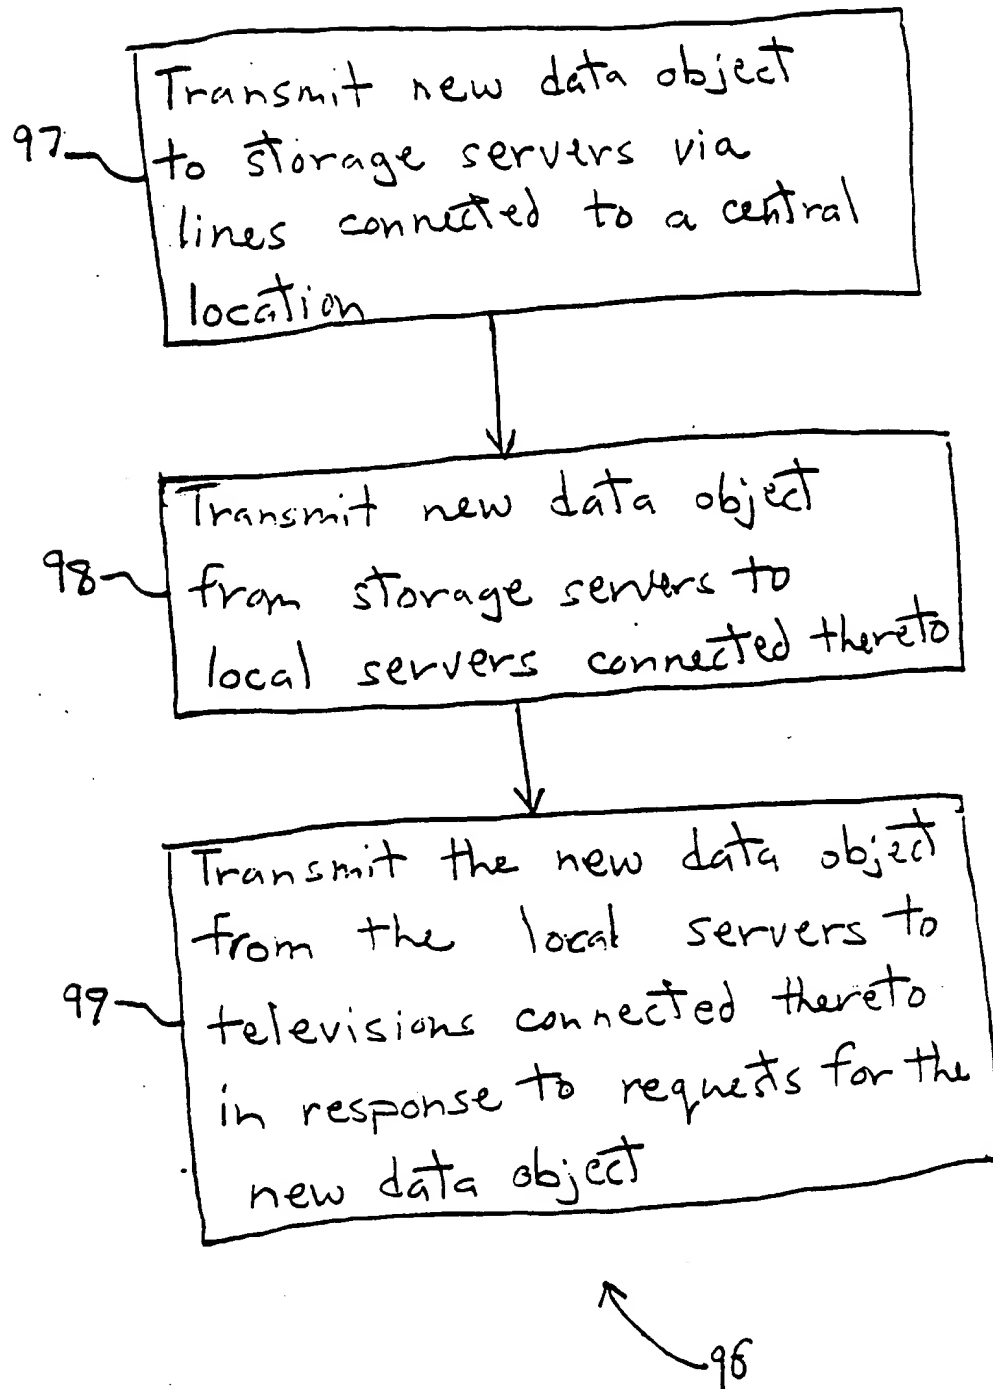 Transmit new data object
97
to storage servers via
lines connected to a central
location
Transmit new data object
98
from storage servers to
local servers connected thereto
Transmit the new data object
from the local servers to
99
televisions connected thereto
in response to requests for the
new data object
96